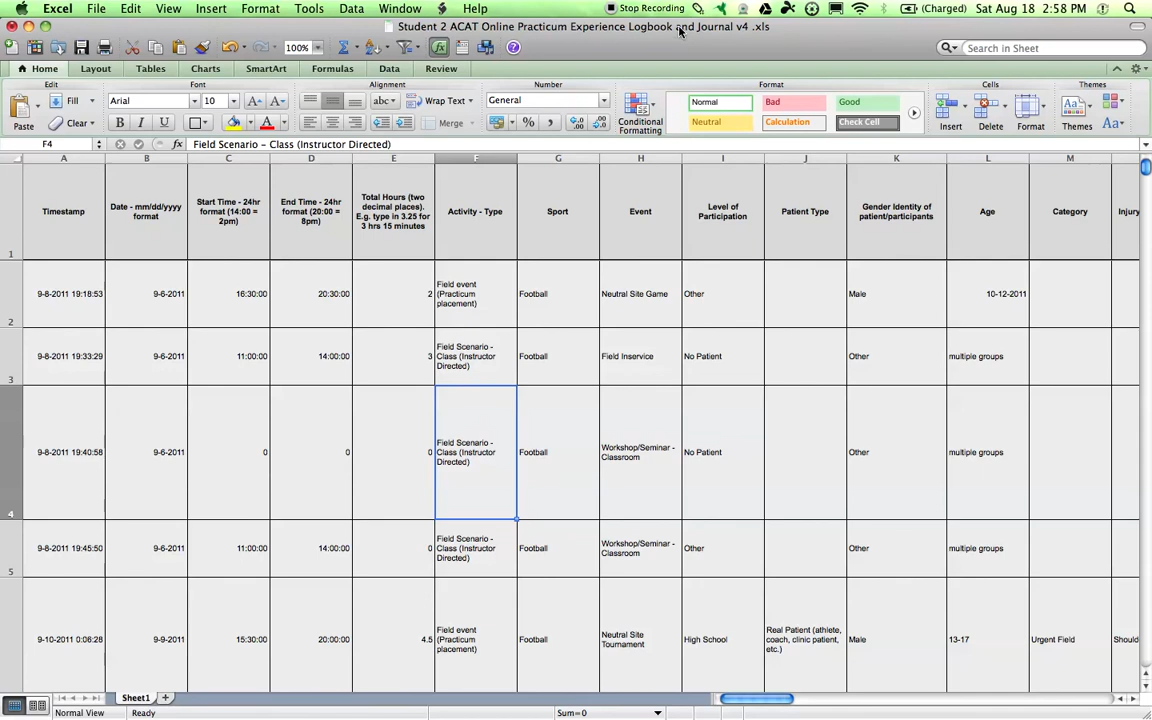 Excel File Edit View Insert Format Tools Data Window Help Stop Recording (Charged) Sat Aug 18 2:58 PM
Student 2 ACAT Online Practicum Experience Logbook and Journal v4 .xls
100% Search in Sheet
Home Layout Tables Charts SmartArt Formulas Data Review
Edit Font Alignment Number Format Cells Themes
Paste Fill Clear Arial 10 abc Wrap Text Merge General % Conditional Formatting Normal Bad Good Neutral Calculation Check Cell Insert Delete Format Themes Aa
F4 fx Field Scenario - Class (Instructor Directed)
A B C D E F G H I J K L M
1 Timestamp
Date - mm/dd/yyyy format
Start Time - 24hr format (14:00 = 2pm)
End Time - 24hr format (20:00 = 8pm)
Total Hours (two decimal places). E.g. type in 3.25 for 3 hrs 15 minutes
Activity - Type
Sport
Event
Level of Participation
Patient Type
Gender Identity of patient/participants
Age
Category
Injury
2 9-8-2011 19:18:53 9-6-2011 16:30:00 20:30:00 2 Field event (Practicum placement) Football Neutral Site Game Other Male 10-12-2011
3 9-8-2011 19:33:29 9-6-2011 11:00:00 14:00:00 3 Field Scenario - Class (Instructor Directed) Football Field Inservice No Patient Other multiple groups
4 9-8-2011 19:40:58 9-6-2011 0 0 0 Field Scenario - Class (Instructor Directed) Football Workshop/Seminar - Classroom No Patient Other multiple groups
5 9-8-2011 19:45:50 9-6-2011 11:00:00 14:00:00 0 Field Scenario - Class (Instructor Directed) Football Workshop/Seminar - Classroom Other Other multiple groups
9-10-2011 0:06:28 9-9-2011 15:30:00 20:00:00 4.5 Field event (Practicum placement) Football Neutral Site Tournament High School Real Patient (athlete, coach, clinic patient, etc.) Male 13-17 Urgent Field Should
Sheet1
Normal View Ready Sum=0